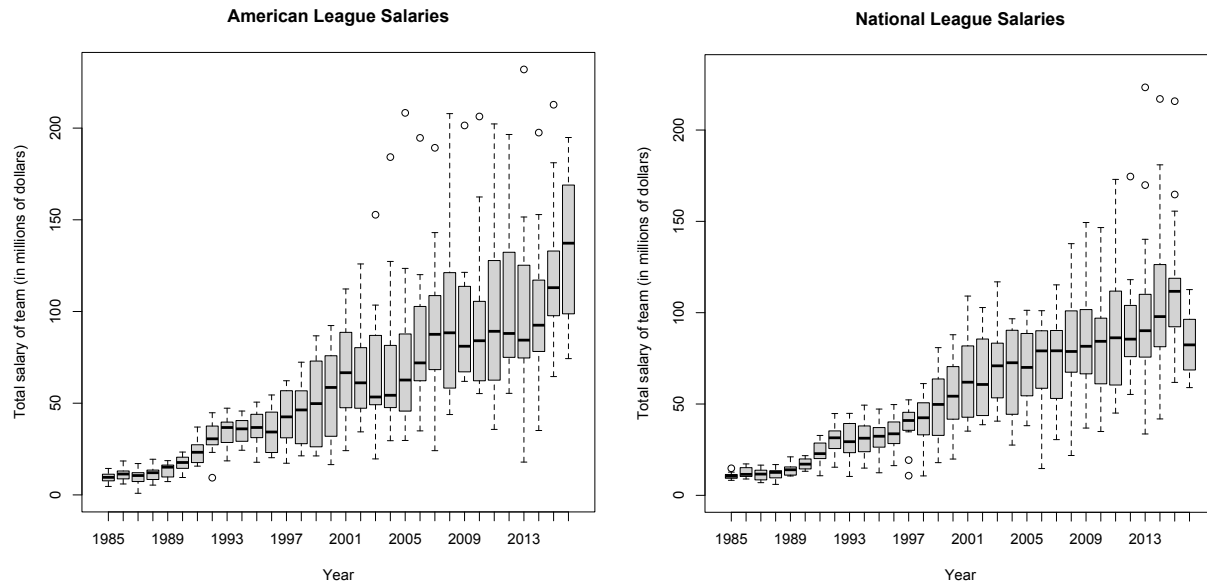 American League Salaries
Total salary of team (in millions of dollars)
200
150
100
50
0
1985 1989 1993 1997 2001 2005 2009 2013
Year
National League Salaries
Total salary of team (in millions of dollars)
200
150
100
50
0
1985 1989 1993 1997 2001 2005 2009 2013
Year